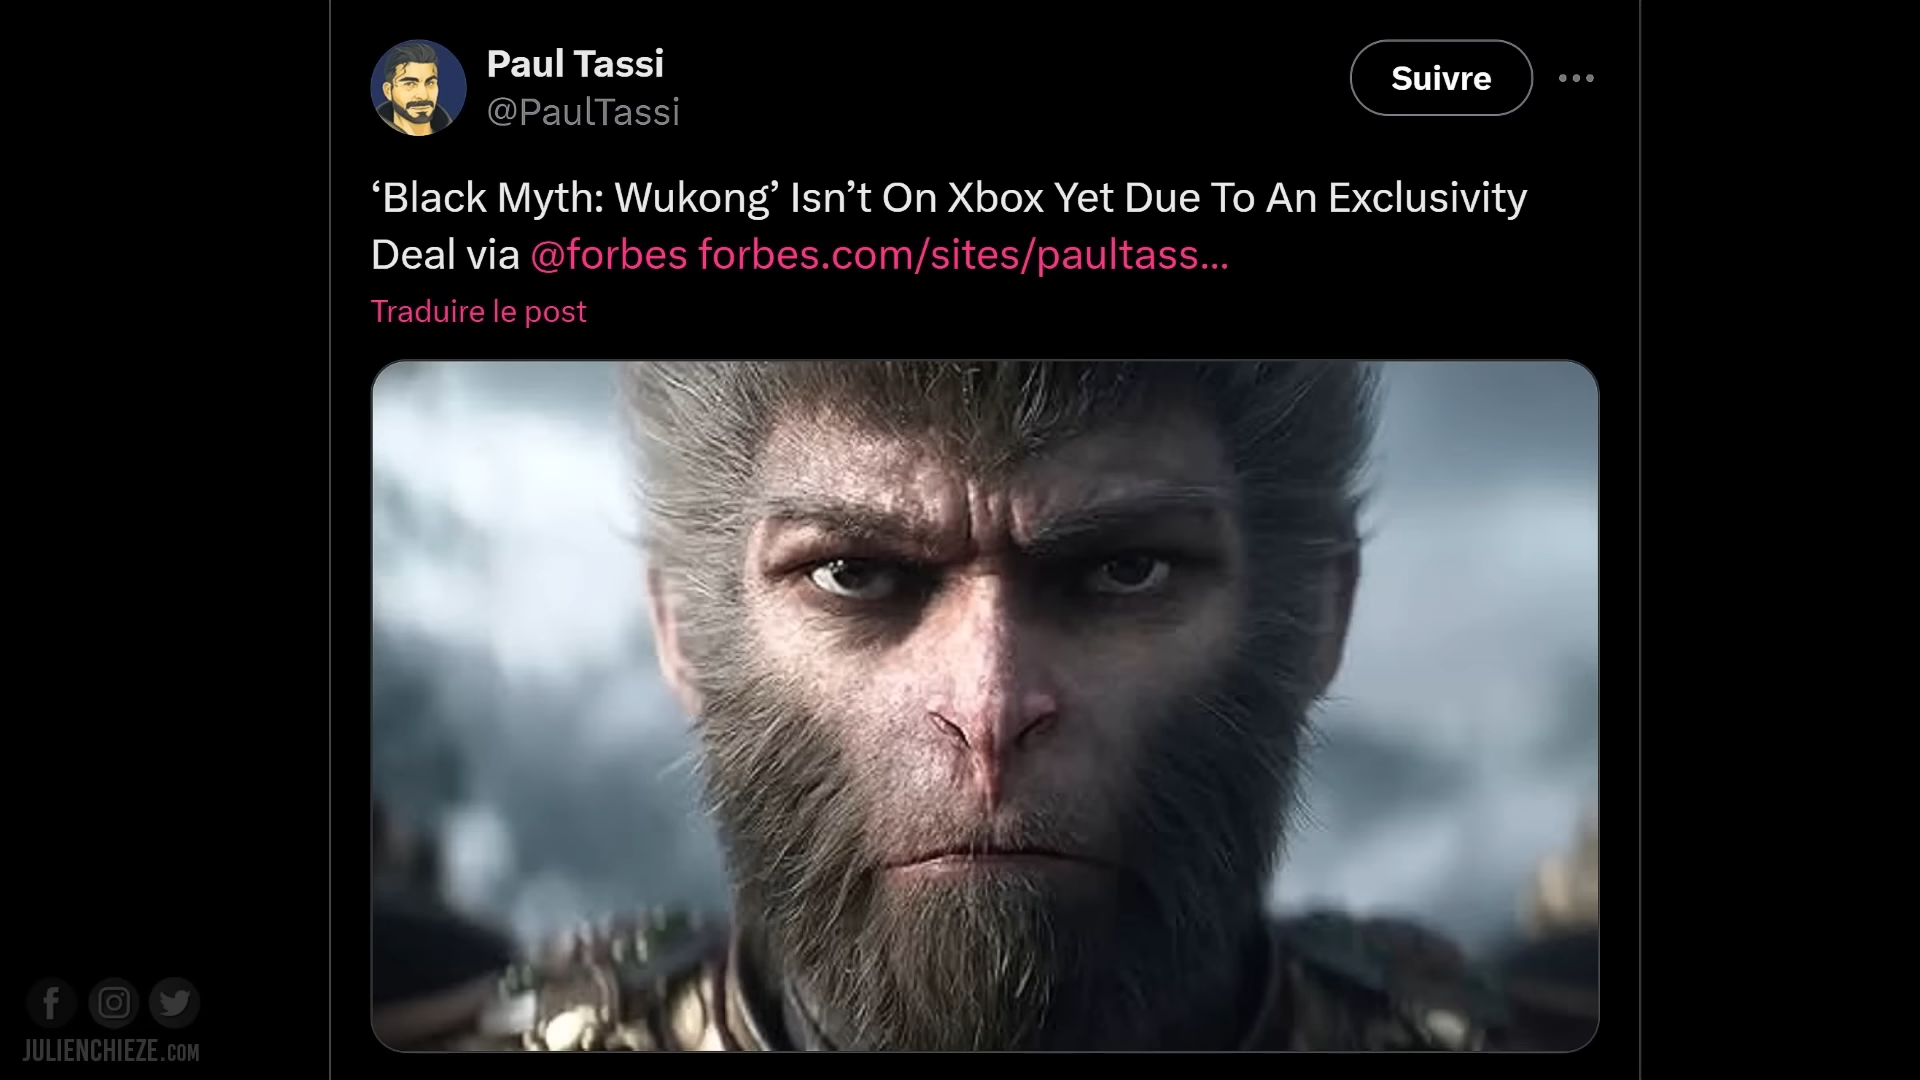 Paul Tassi
@PaulTassi
Suivre
‘Black Myth: Wukong’ Isn’t On Xbox Yet Due To An Exclusivity
Deal via @forbes forbes.com/sites/paultass...
Traduire le post
JULIENCHIEZE.COM